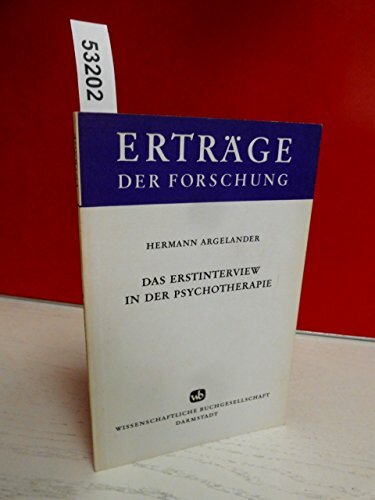 53202
ERTRÄGE
DER FORSCHUNG
HERMANN ARGELANDER
DAS ERSTINTERVIEW
IN DER PSYCHOTHERAPIE
wb
WISSENSCHAFTLICHE BUCHGESELLSCHAFT
DARMSTADT